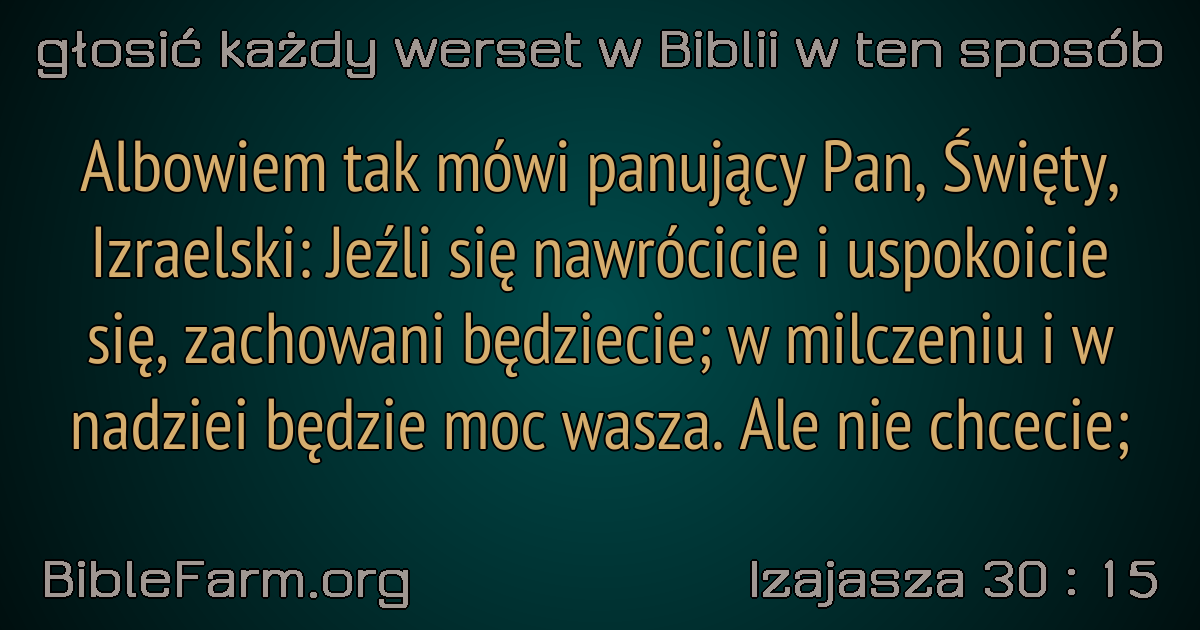 głosić każdy werset w Biblii w ten sposób
Albowiem tak mówi panujący Pan, Święty,
Izraelski: Jeźli się nawrócicie i uspokoicie
się, zachowani będziecie; w milczeniu i w
nadziei będzie moc wasza. Ale nie chcecie;
BibleFarm.org
Izajasza 30 : 15